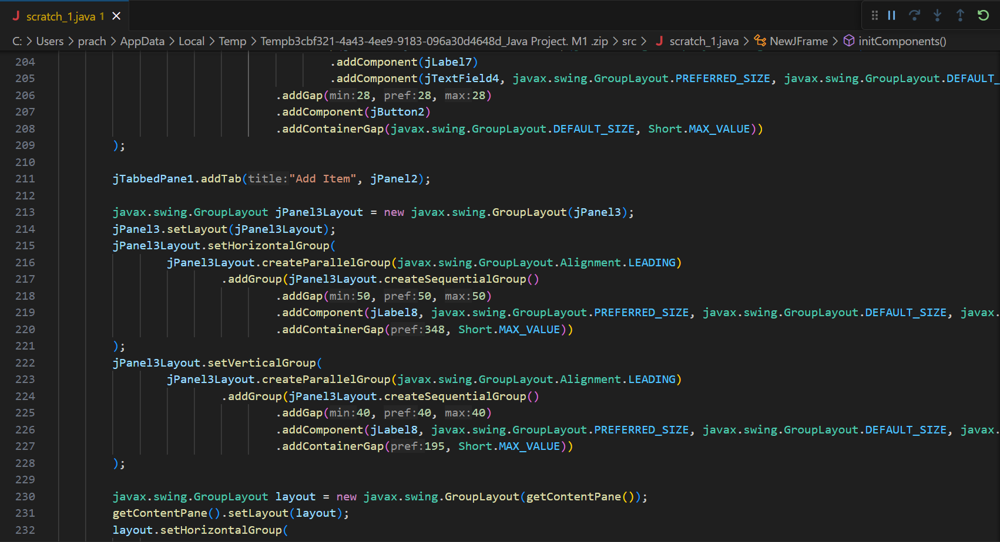 scratch_1.java 1
C: > Users > prach > AppData > Local > Temp > Tempb3cbf321-4a43-4ee9-9183-096a30d4648d_Java Project. M1 .zip > src > J scratch_1.java > NewJFrame > initComponents()
204 .addComponent(jLabel7)
205 .addComponent(jTextField4, javax.swing.GroupLayout.PREFERRED_SIZE, javax.swing.GroupLayout.DEFAULT_
206 .addGap(min:28, pref:28, max:28)
207 .addComponent(jButton2)
208 .addContainerGap(javax.swing.GroupLayout.DEFAULT_SIZE, Short.MAX_VALUE))
209 );
210
211 jTabbedPane1.addTab(title:"Add Item", jPanel2);
212
213 javax.swing.GroupLayout jPanel3Layout = new javax.swing.GroupLayout(jPanel3);
214 jPanel3.setLayout(jPanel3Layout);
215 jPanel3Layout.setHorizontalGroup(
216 jPanel3Layout.createParallelGroup(javax.swing.GroupLayout.Alignment.LEADING)
217 .addGroup(jPanel3Layout.createSequentialGroup()
218 .addGap(min:50, pref:50, max:50)
219 .addComponent(jLabel8, javax.swing.GroupLayout.PREFERRED_SIZE, javax.swing.GroupLayout.DEFAULT_SIZE, javax.
220 .addContainerGap(pref:348, Short.MAX_VALUE))
221 );
222 jPanel3Layout.setVerticalGroup(
223 jPanel3Layout.createParallelGroup(javax.swing.GroupLayout.Alignment.LEADING)
224 .addGroup(jPanel3Layout.createSequentialGroup()
225 .addGap(min:40, pref:40, max:40)
226 .addComponent(jLabel8, javax.swing.GroupLayout.PREFERRED_SIZE, javax.swing.GroupLayout.DEFAULT_SIZE, javax.
227 .addContainerGap(pref:195, Short.MAX_VALUE))
228 );
229
230 javax.swing.GroupLayout layout = new javax.swing.GroupLayout(getContentPane());
231 getContentPane().setLayout(layout);
232 layout.setHorizontalGroup(